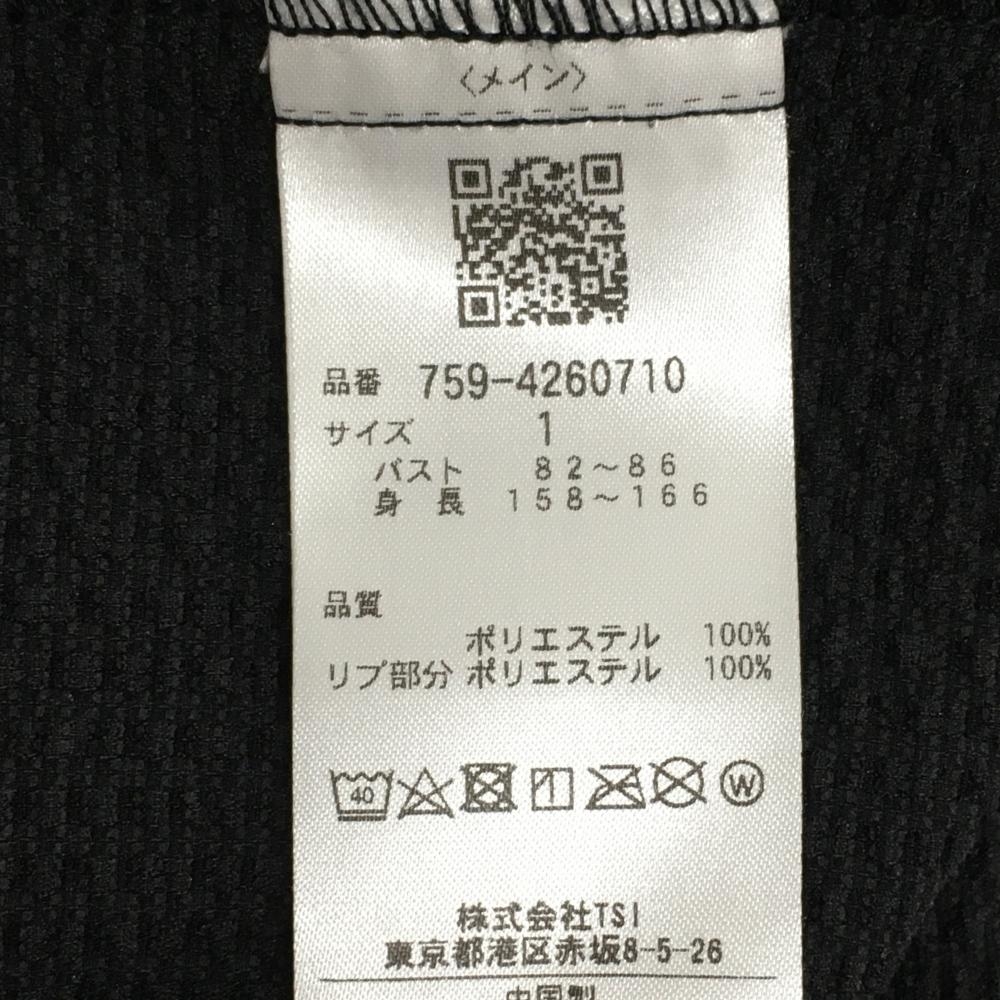 〈メイン〉
品番 759-4260710
サイズ 1
バスト 82～86
身長 158～166
品質
ポリエステル 100%
リブ部分 ポリエステル 100%
40
W
株式会社TSI
東京都港区赤坂8-5-26
中国製